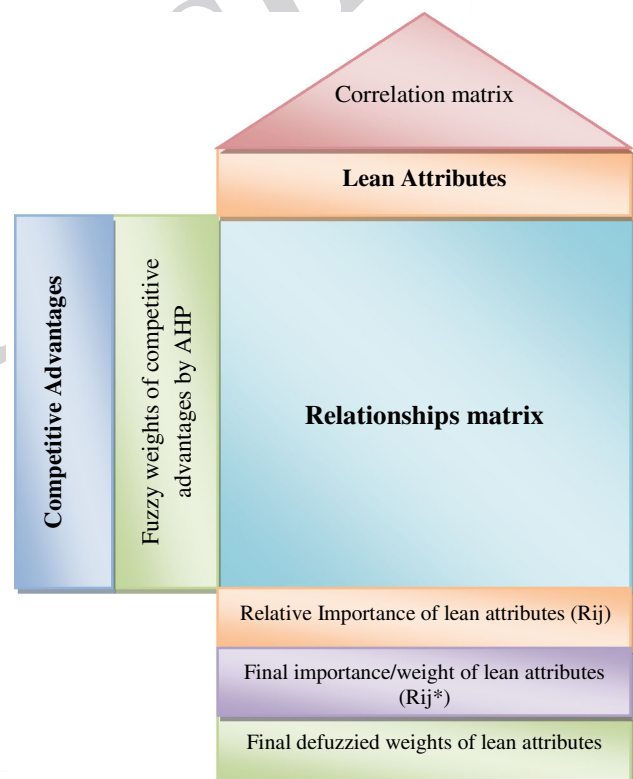 Correlation matrix
Lean Attributes
Competitive Advantages
Fuzzy weights of competitive
advantages by AHP
Relationships matrix
Relative Importance of lean attributes (Rij)
Final importance/weight of lean attributes
(Rij*)
Final defuzzied weights of lean attributes